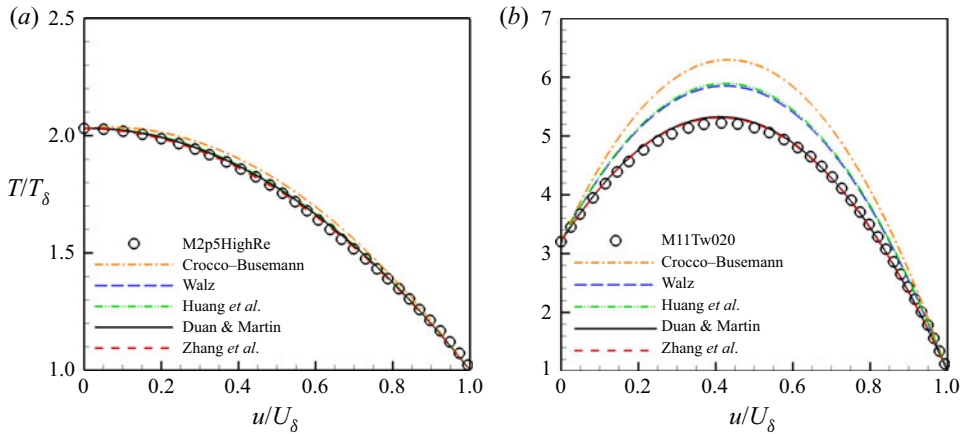 (a)
2.5
2.0
1.5
1.0
T/T_δ
M2p5HighRe
Crocco–Busemann
Walz
Huang et al.
Duan & Martin
Zhang et al.
0 0.2 0.4 0.6 0.8 1.0
u/U_δ
(b)
7
6
5
4
3
2
1
M11Tw020
Crocco–Busemann
Walz
Huang et al.
Duan & Martin
Zhang et al.
0 0.2 0.4 0.6 0.8 1.0
u/U_δ